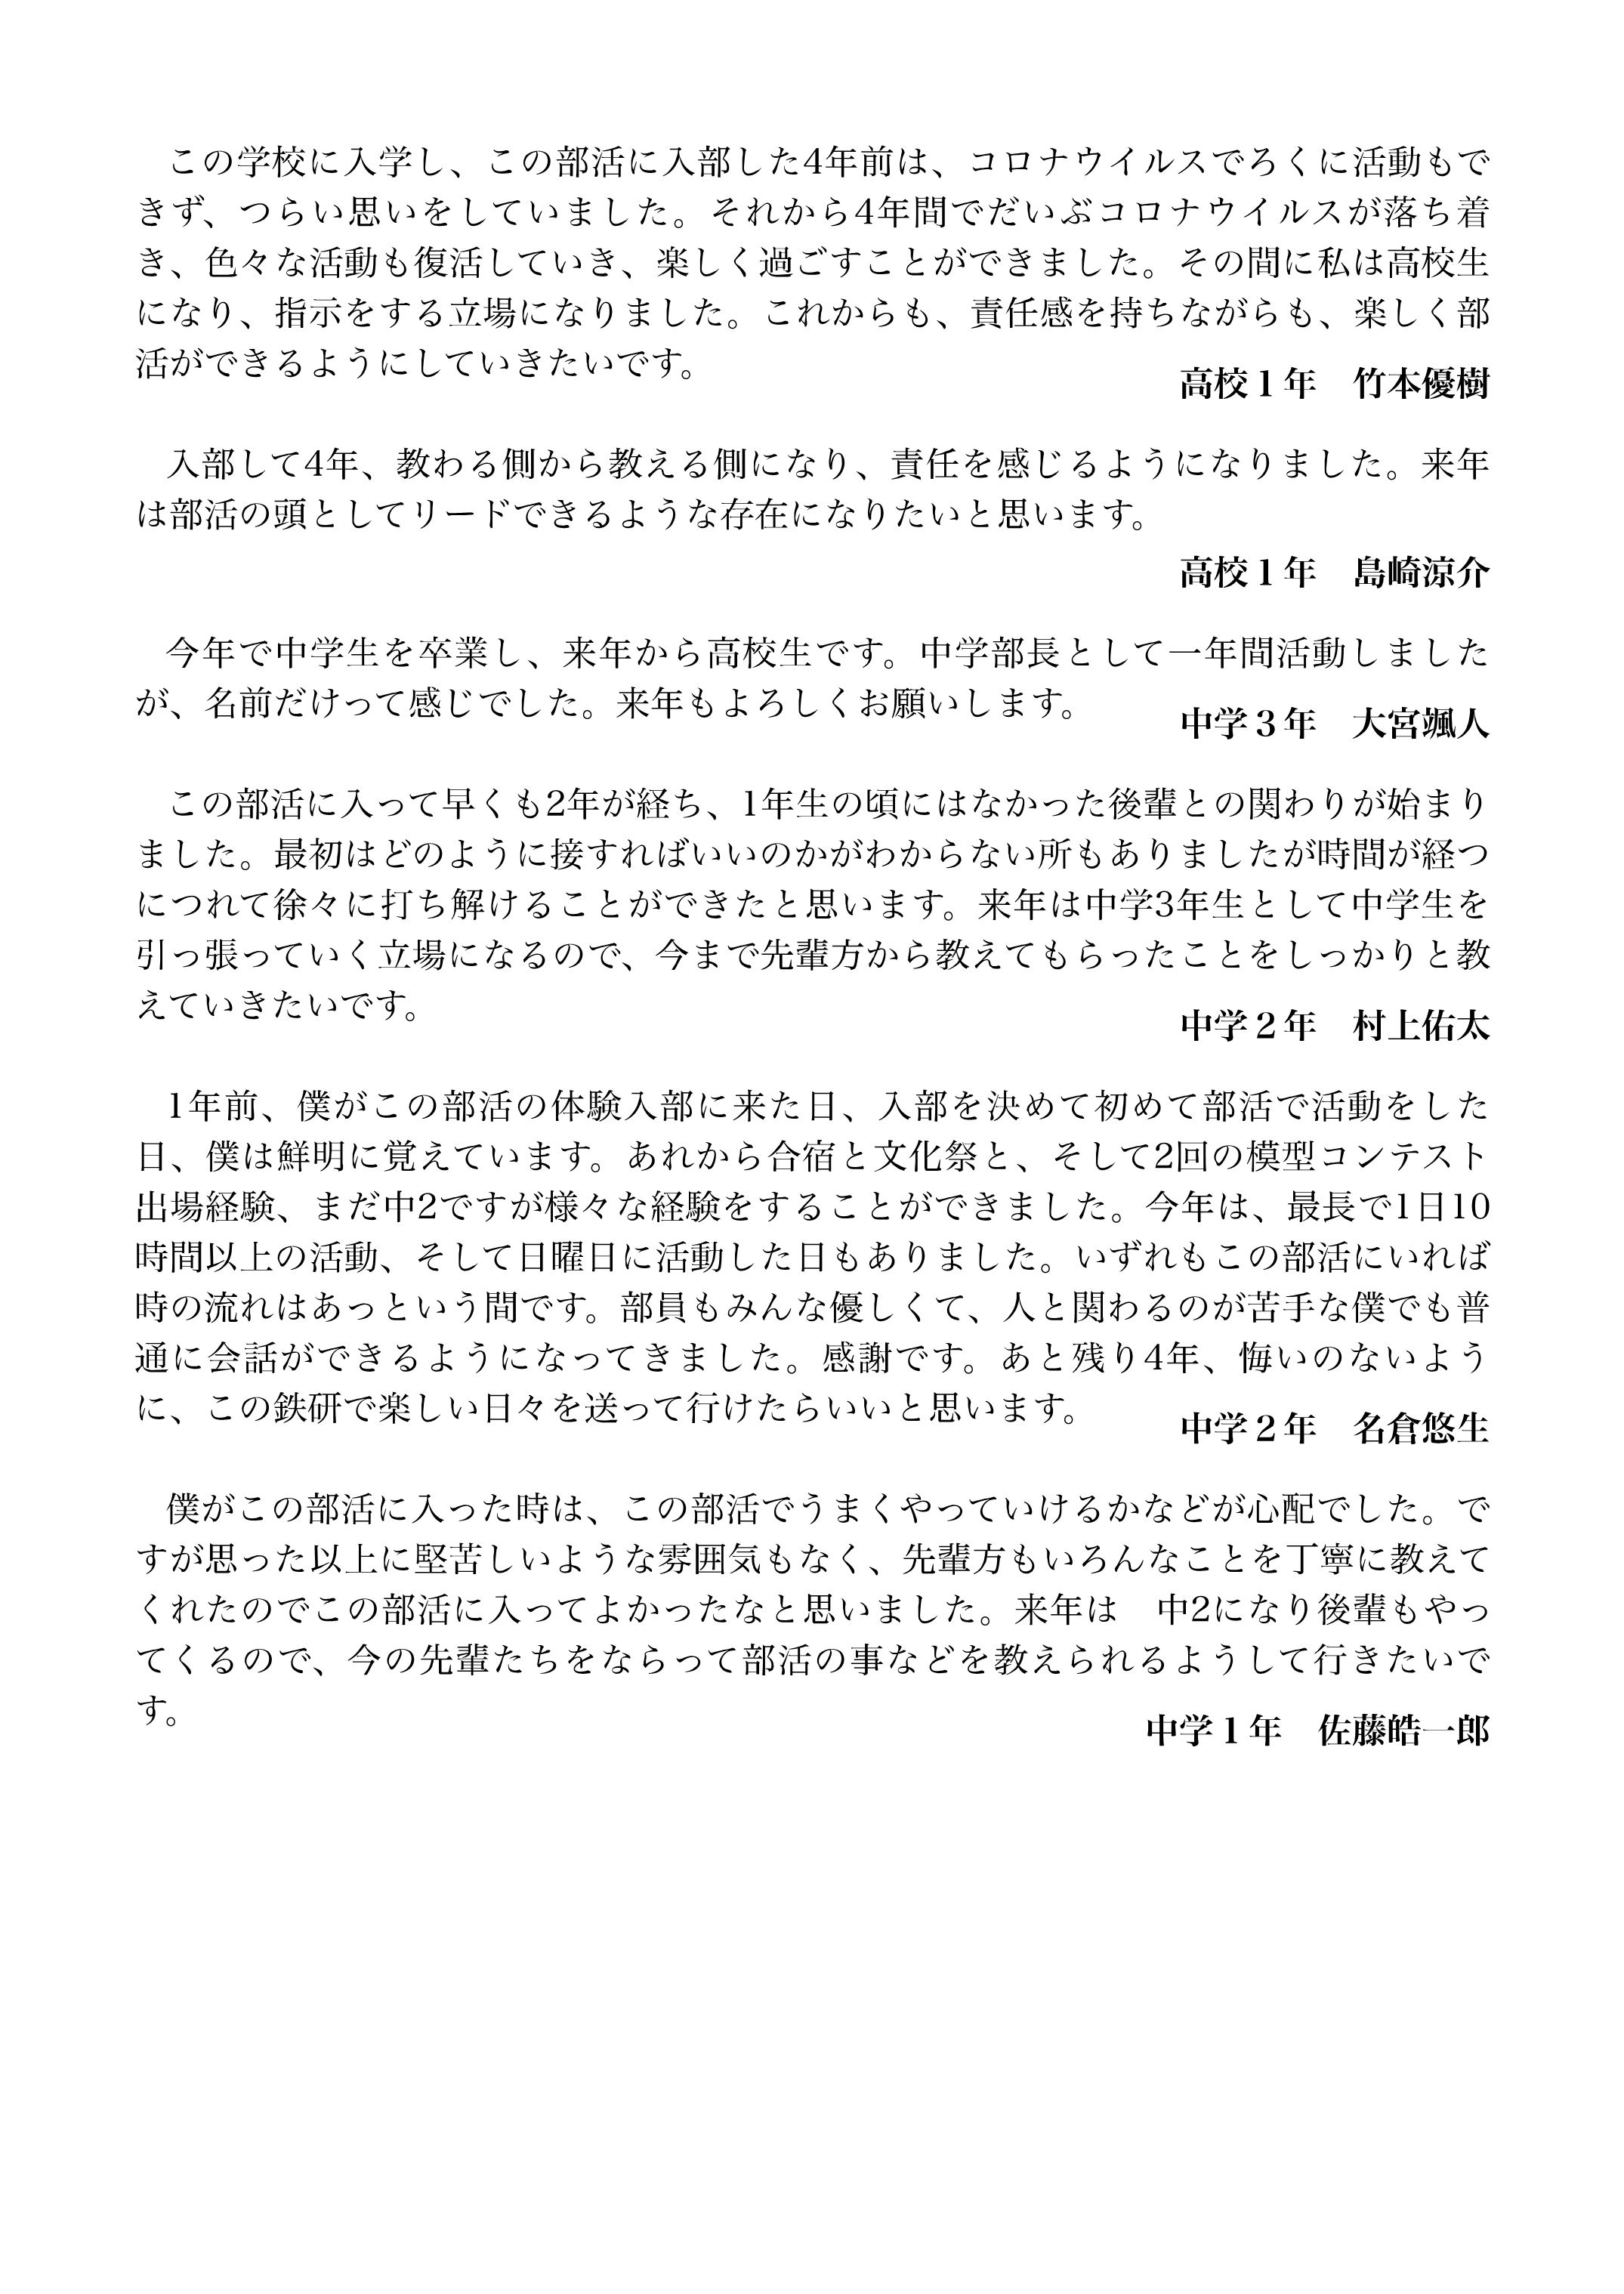 この学校に入学し、この部活に入部した4年前は、コロナウイルスでろくに活動もで
きず、つらい思いをしていました。それから4年間でだいぶコロナウイルスが落ち着
き、色々な活動も復活していき、楽しく過ごすことができました。その間に私は高校生
になり、指示をする立場になりました。これからも、責任感を持ちながらも、楽しく部
活ができるようにしていきたいです。
高校１年　竹本優樹
入部して4年、教わる側から教える側になり、責任を感じるようになりました。来年
は部活の頭としてリードできるような存在になりたいと思います。
高校１年　島崎涼介
今年で中学生を卒業し、来年から高校生です。中学部長として一年間活動しました
が、名前だけって感じでした。来年もよろしくお願いします。
中学３年　大宮颯人
この部活に入って早くも2年が経ち、1年生の頃にはなかった後輩との関わりが始まり
ました。最初はどのように接すればいいのかがわからない所もありましたが時間が経つ
につれて徐々に打ち解けることができたと思います。来年は中学3年生として中学生を
引っ張っていく立場になるので、今まで先輩方から教えてもらったことをしっかりと教
えていきたいです。
中学２年　村上佑太
1年前、僕がこの部活の体験入部に来た日、入部を決めて初めて部活で活動をした
日、僕は鮮明に覚えています。あれから合宿と文化祭と、そして2回の模型コンテスト
出場経験、まだ中2ですが様々な経験をすることができました。今年は、最長で1日10
時間以上の活動、そして日曜日に活動した日もありました。いずれもこの部活にいれば
時の流れはあっという間です。部員もみんな優しくて、人と関わるのが苦手な僕でも普
通に会話ができるようになってきました。感謝です。あと残り4年、悔いのないよう
に、この鉄研で楽しい日々を送って行けたらいいと思います。
中学２年　名倉悠生
僕がこの部活に入った時は、この部活でうまくやっていけるかなどが心配でした。で
すが思った以上に堅苦しいような雰囲気もなく、先輩方もいろんなことを丁寧に教えて
くれたのでこの部活に入ってよかったなと思いました。来年は　中2になり後輩もやっ
てくるので、今の先輩たちをならって部活の事などを教えられるようして行きたいで
す。
中学１年　佐藤皓一郎